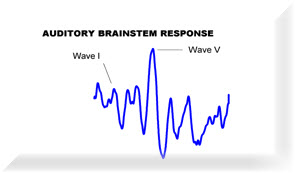 AUDITORY BRAINSTEM RESPONSE
Wave V
Wave I